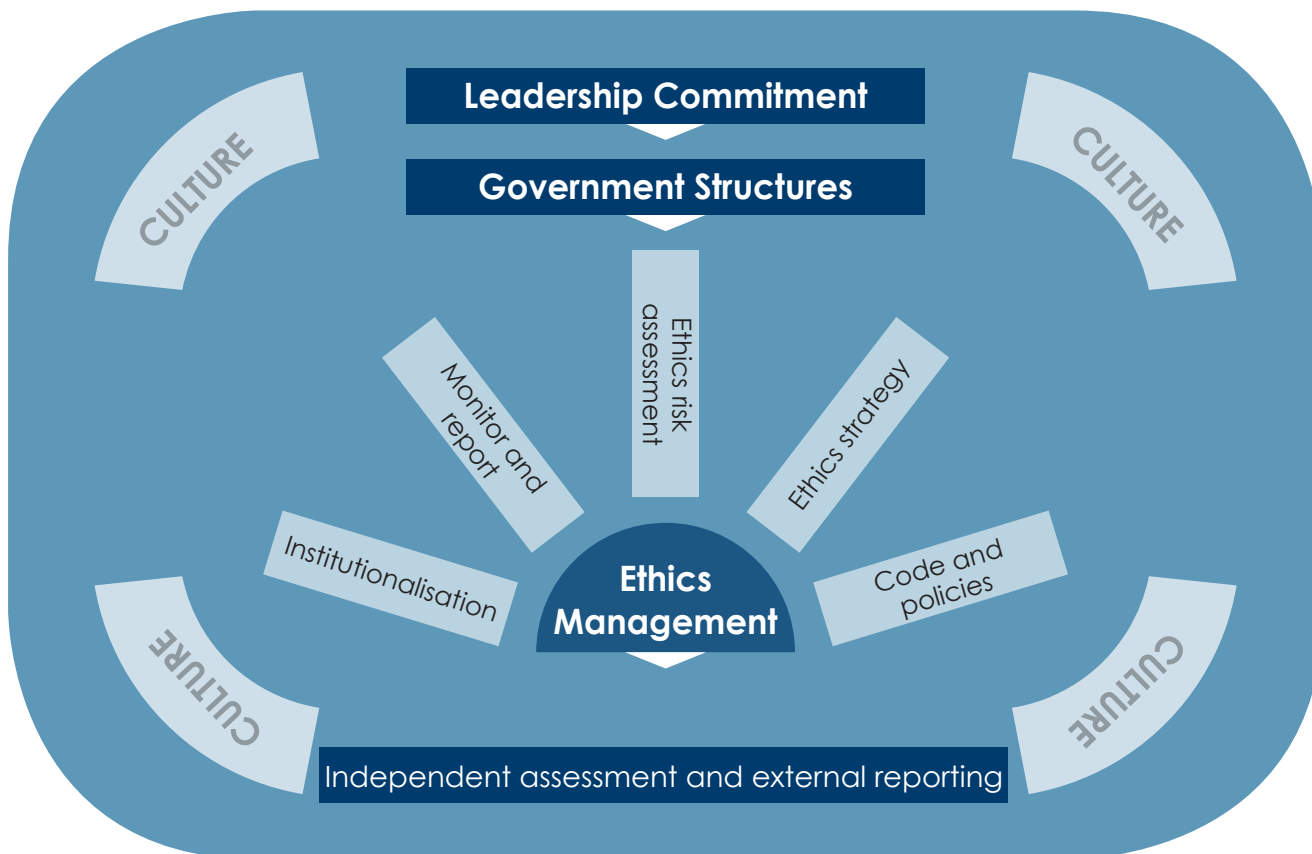 Leadership Commitment
CULTURE
CULTURE
Government Structures
Ethics risk
assessment
Monitor and
report
Ethics strategy
Institutionalisation
Code and
policies
Ethics
Management
CULTURE
CULTURE
Independent assessment and external reporting